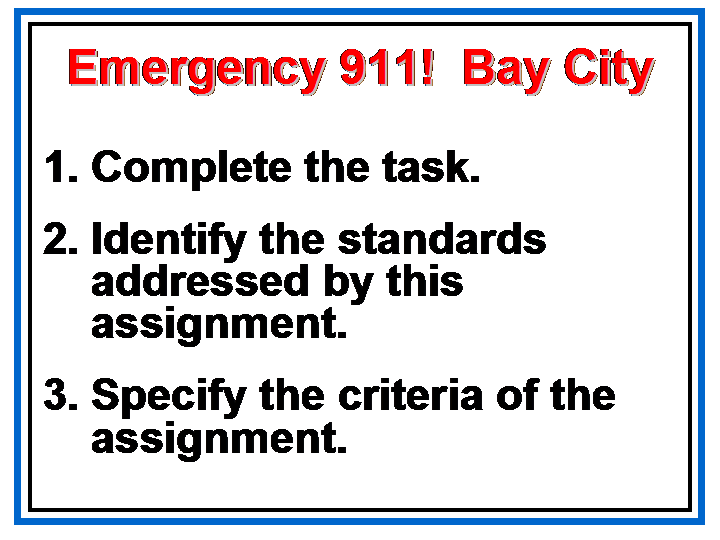 Emergency 911!  Bay City
1. Complete the task.
2. Identify the standards
addressed by this
assignment.
3. Specify the criteria of the
assignment.